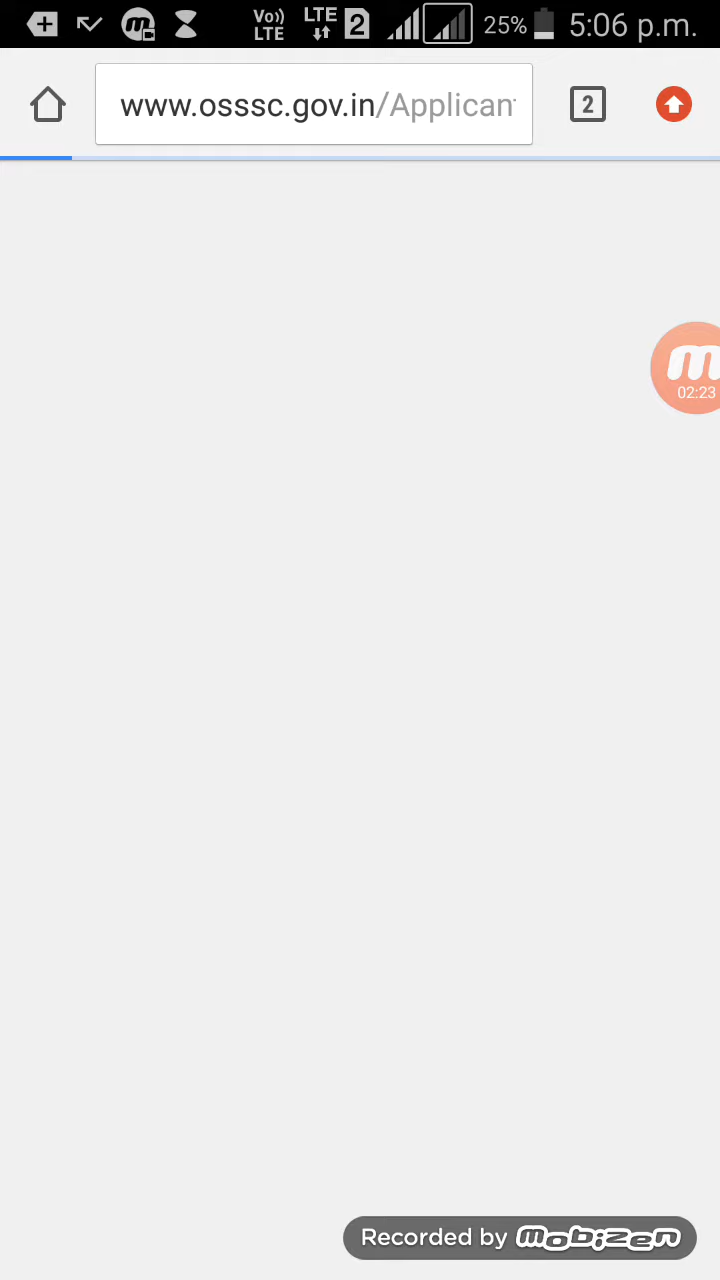 Vo)) LTE LTE 2 25% 5:06 p.m.
www.osssc.gov.in/Applican
2
m
02:23
Recorded by mobizen